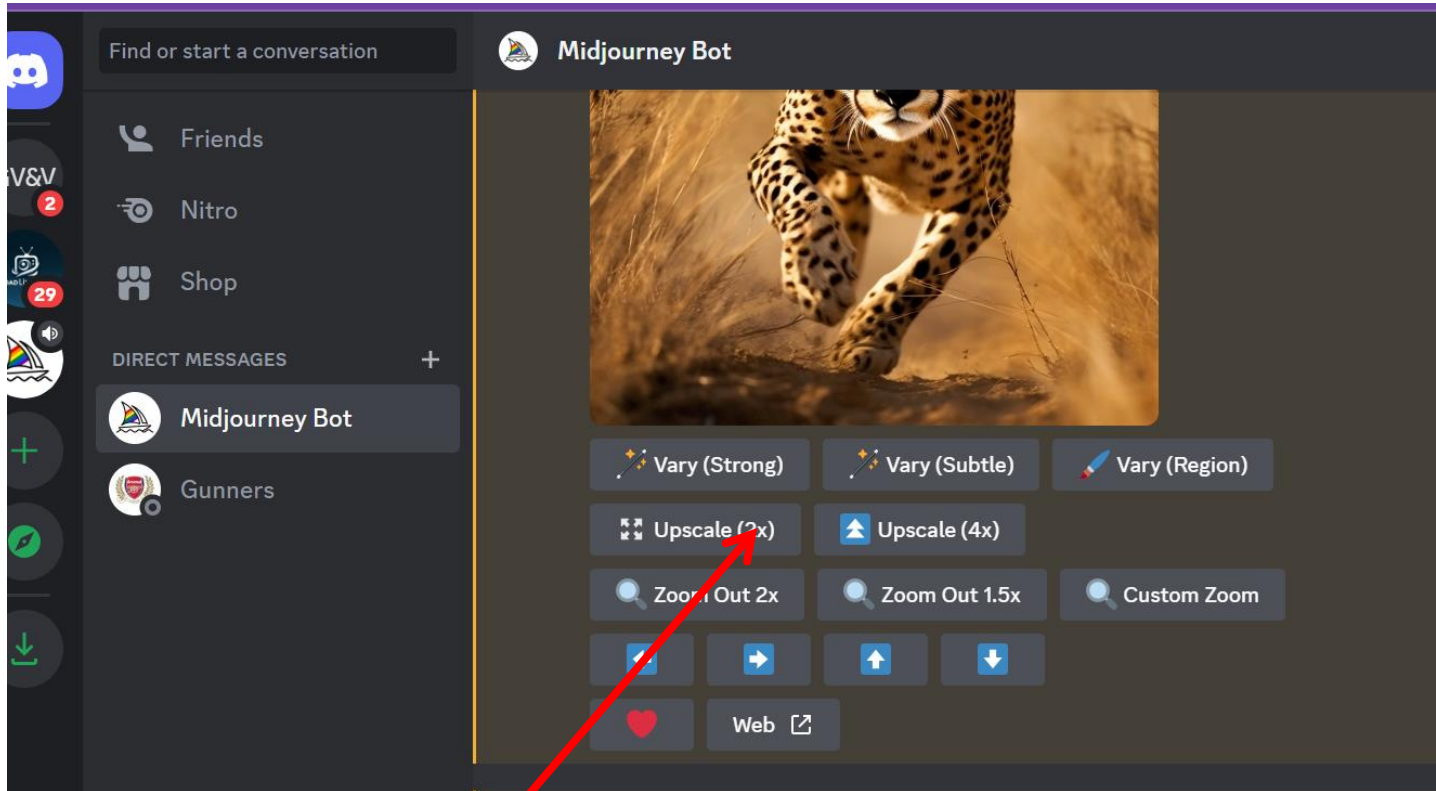 Find or start a conversation
Midjourney Bot
Friends
V&V
2
Nitro
29
Shop
DIRECT MESSAGES +
Midjourney Bot
Gunners
Vary (Strong) Vary (Subtle) Vary (Region)
Upscale (2x) Upscale (4x)
Zoom Out 2x Zoom Out 1.5x Custom Zoom
Web